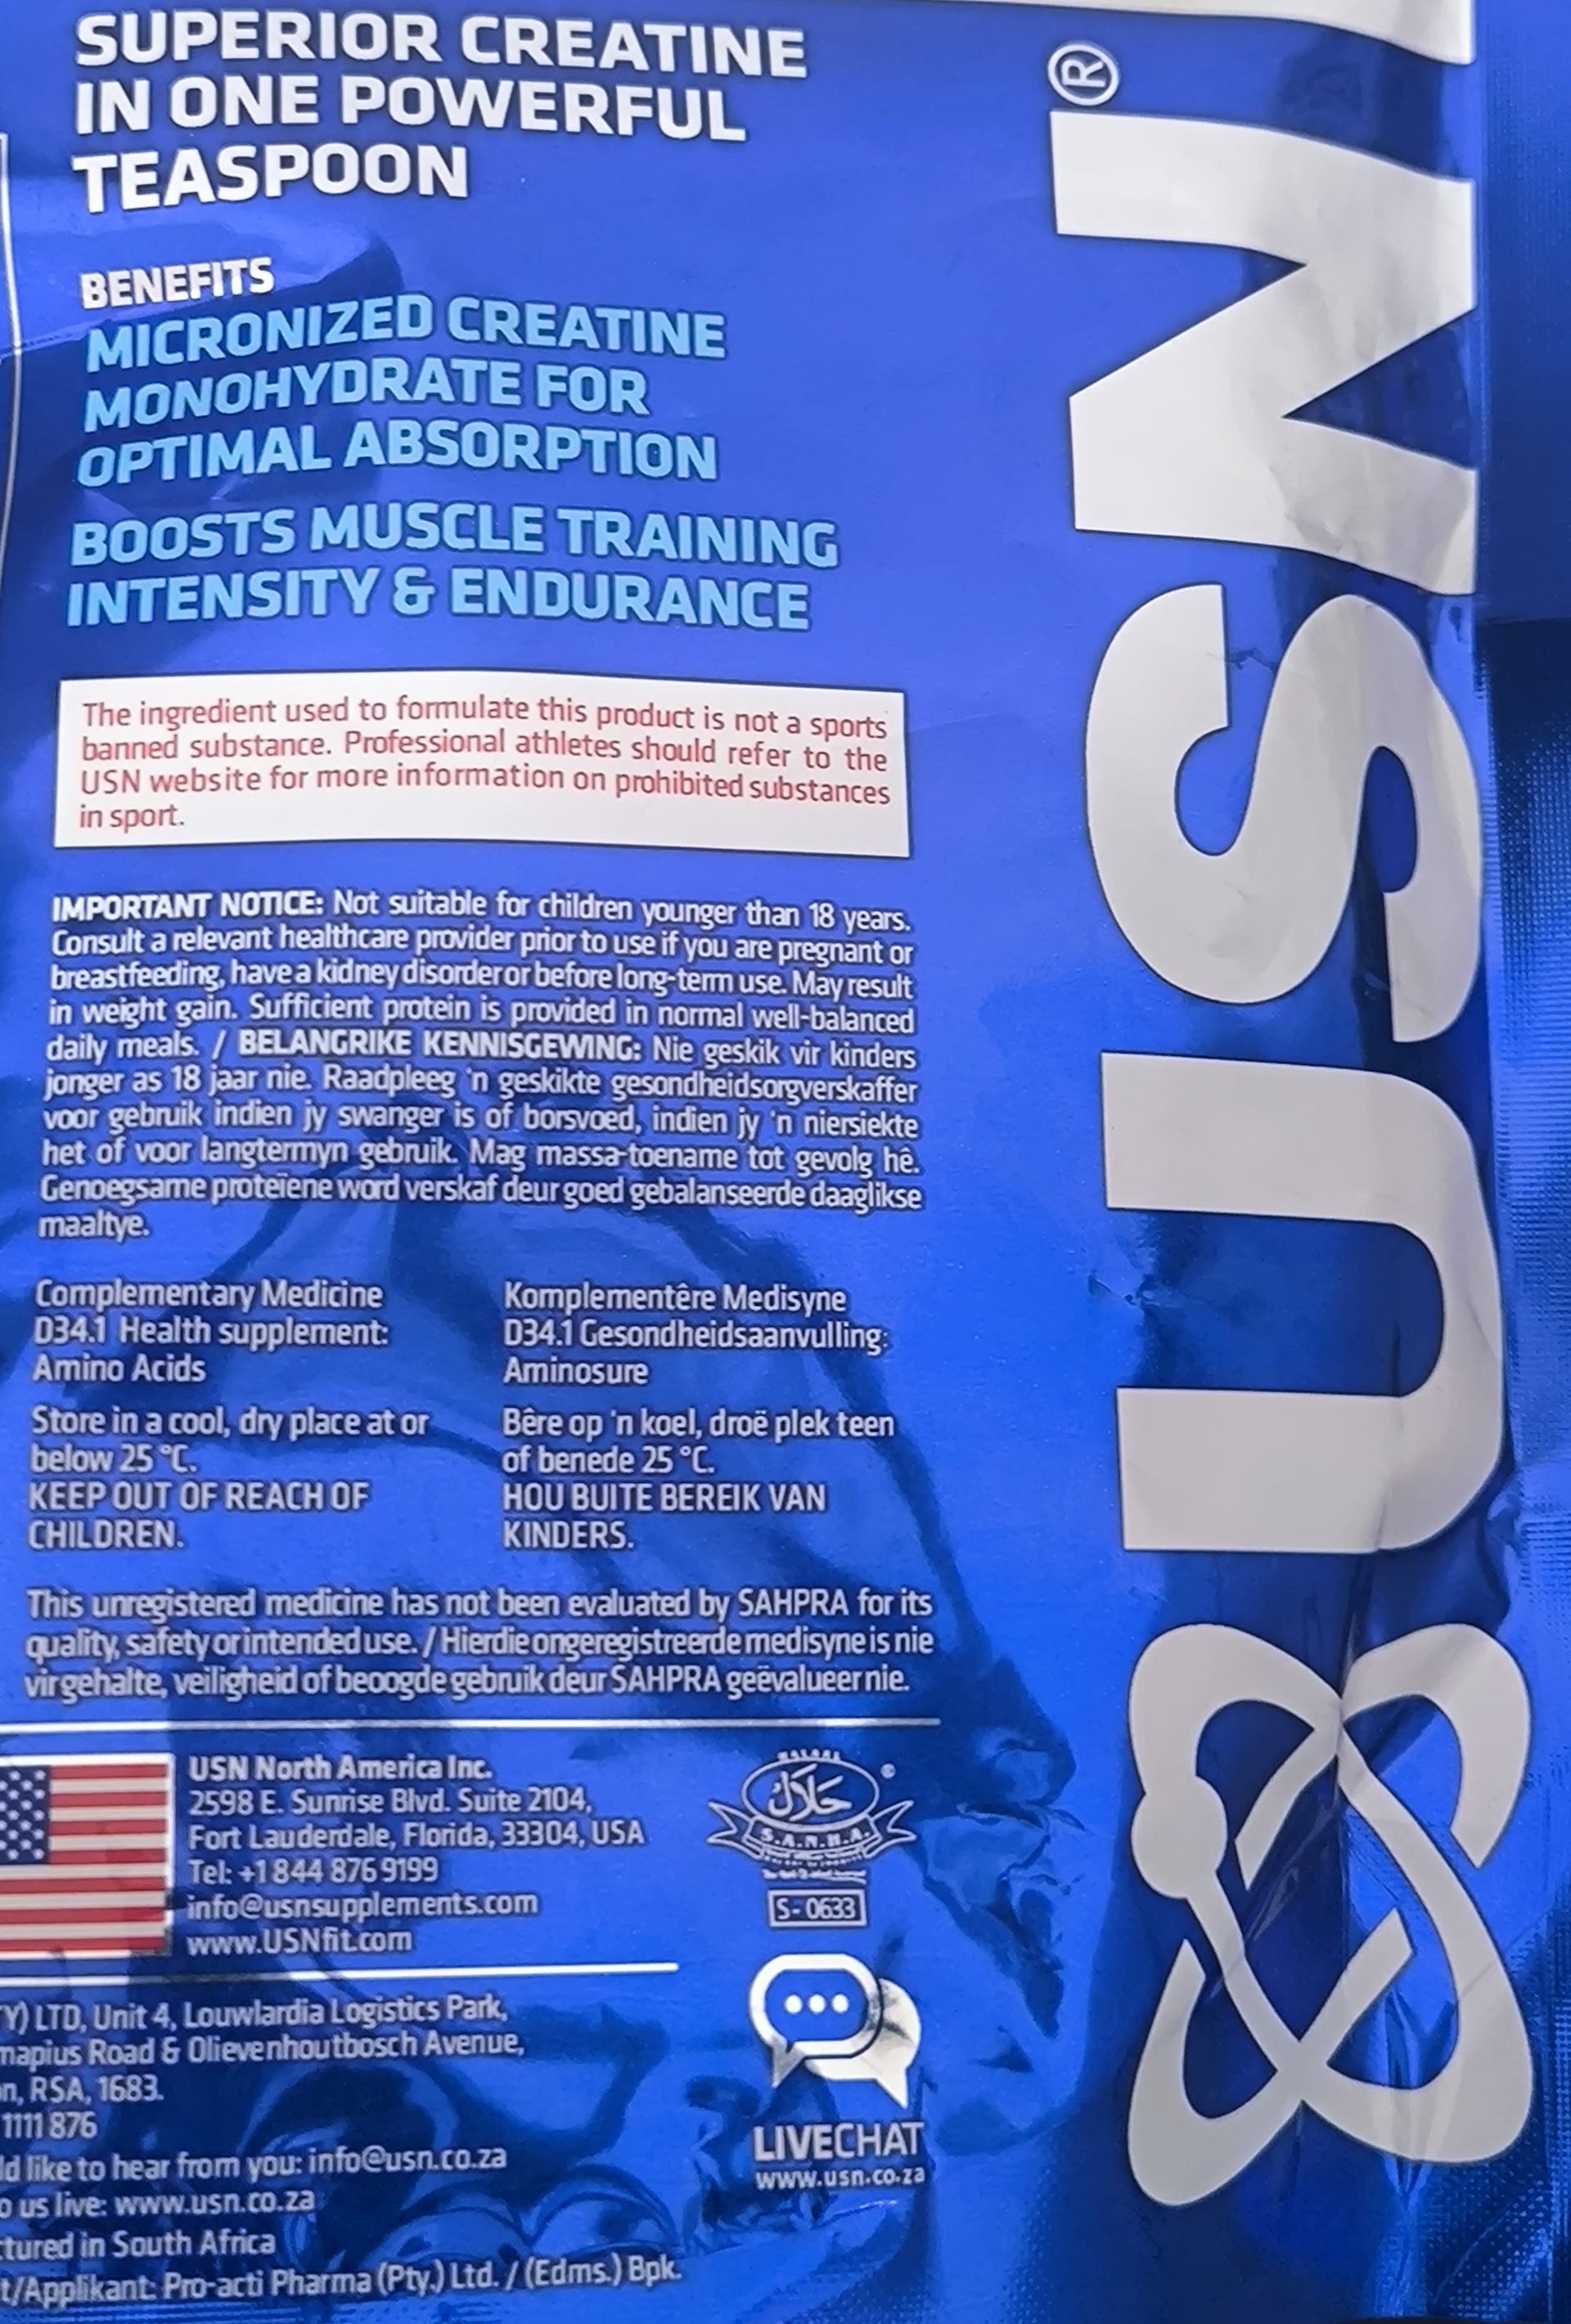 SUPERIOR CREATINE
IN ONE POWERFUL
TEASPOON
BENEFITS
MICRONIZED CREATINE
MONOHYDRATE FOR
OPTIMAL ABSORPTION
BOOSTS MUSCLE TRAINING
INTENSITY & ENDURANCE
The ingredient used to formulate this product is not a sports
banned substance. Professional athletes should refer to the
USN website for more information on prohibited substances
in sport.
IMPORTANT NOTICE: Not suitable for children younger than 18 years.
Consult a relevant healthcare provider prior to use if you are pregnant or
breastfeeding, have a kidney disorder or before long-term use. May result
in weight gain. Sufficient protein is provided in normal well-balanced
daily meals. / BELANGRIKE KENNISGEWING: Nie geskik vir kinders
jonger as 18 jaar nie. Raadpleeg 'n geskikte gesondheidsorgverskaffer
voor gebruik indien jy swanger is of borsvoed, indien jy 'n niersiekte
het of voor langtermyn gebruik. Mag massa-toename tot gevolg hê.
Genoegsame proteïene word verskaf deur goed gebalanseerde daaglikse
maaltye.
Complementary Medicine
D34.1 Health supplement:
Amino Acids
Store in a cool, dry place at or
below 25 °C.
KEEP OUT OF REACH OF
CHILDREN.
Komplementêre Medisyne
D34.1 Gesondheidsaanvulling:
Aminosure
Bêre op 'n koel, droë plek teen
of benede 25 °C.
HOU BUITE BEREIK VAN
KINDERS.
This unregistered medicine has not been evaluated by SAHPRA for its
quality, safety or intended use. / Hierdie ongeregistreerde medisyne is nie
vir gehalte, veiligheid of beoogde gebruik deur SAHPRA geëvalueer nie.
USN North America Inc.
2598 E. Sunrise Blvd. Suite 2104,
Fort Lauderdale, Florida, 33304, USA
Tel: +1 844 876 9199
info@usnsupplements.com
www.USNfit.com
HALAAL
حلال
®
S.A.N.H.A.
S-0633
Y) LTD, Unit 4, Louwlardia Logistics Park,
mapius Road & Olievenhoutbosch Avenue,
n, RSA, 1683.
1111 876
ld like to hear from you: info@usn.co.za
o us live: www.usn.co.za
ctured in South Africa
t/Applikant: Pro-acti Pharma (Pty.) Ltd. / (Edms.) Bpk.
LIVECHAT
www.usn.co.za
USN®